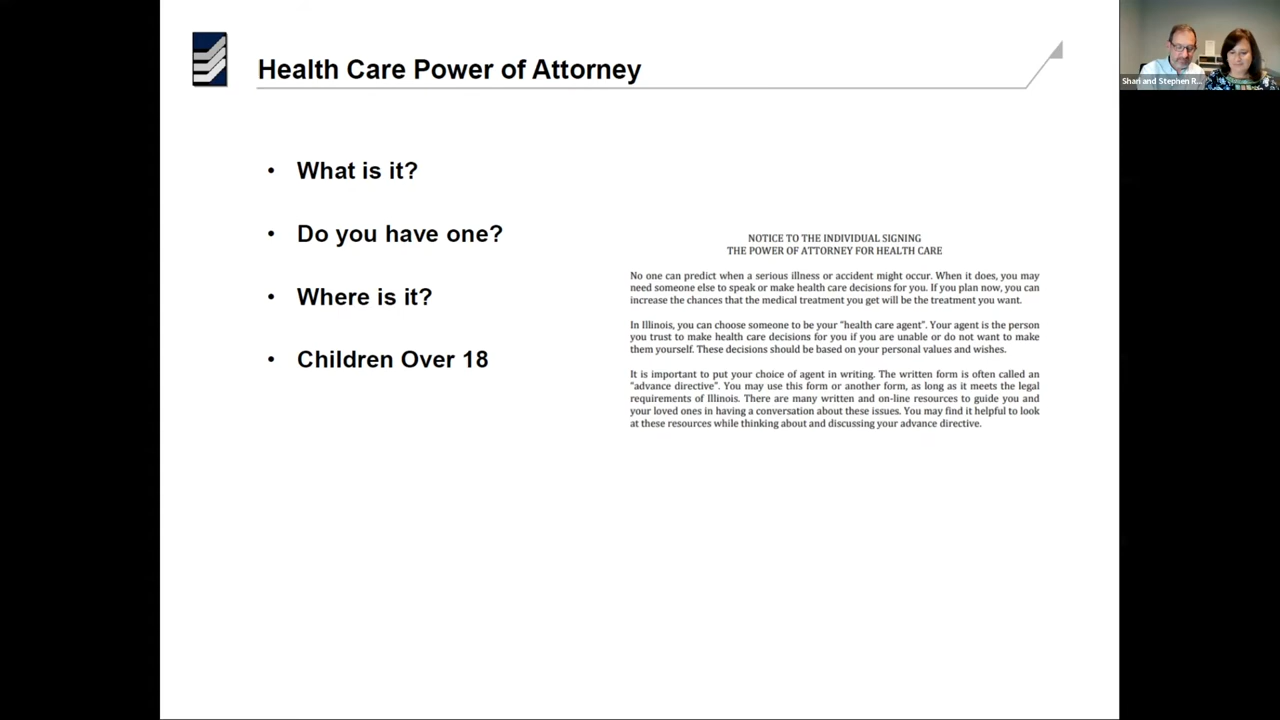 Health Care Power of Attorney
Shari and Stephen R...
• What is it?
• Do you have one?
• Where is it?
• Children Over 18
NOTICE TO THE INDIVIDUAL SIGNING
THE POWER OF ATTORNEY FOR HEALTH CARE
No one can predict when a serious illness or accident might occur. When it does, you may
need someone else to speak or make health care decisions for you. If you plan now, you can
increase the chances that the medical treatment you get will be the treatment you want.
In Illinois, you can choose someone to be your “health care agent”. Your agent is the person
you trust to make health care decisions for you if you are unable or do not want to make
them yourself. These decisions should be based on your personal values and wishes.
It is important to put your choice of agent in writing. The written form is often called an
“advance directive”. You may use this form or another form, as long as it meets the legal
requirements of Illinois. There are many written and on-line resources to guide you and
your loved ones in having a conversation about these issues. You may find it helpful to look
at these resources while thinking about and discussing your advance directive.